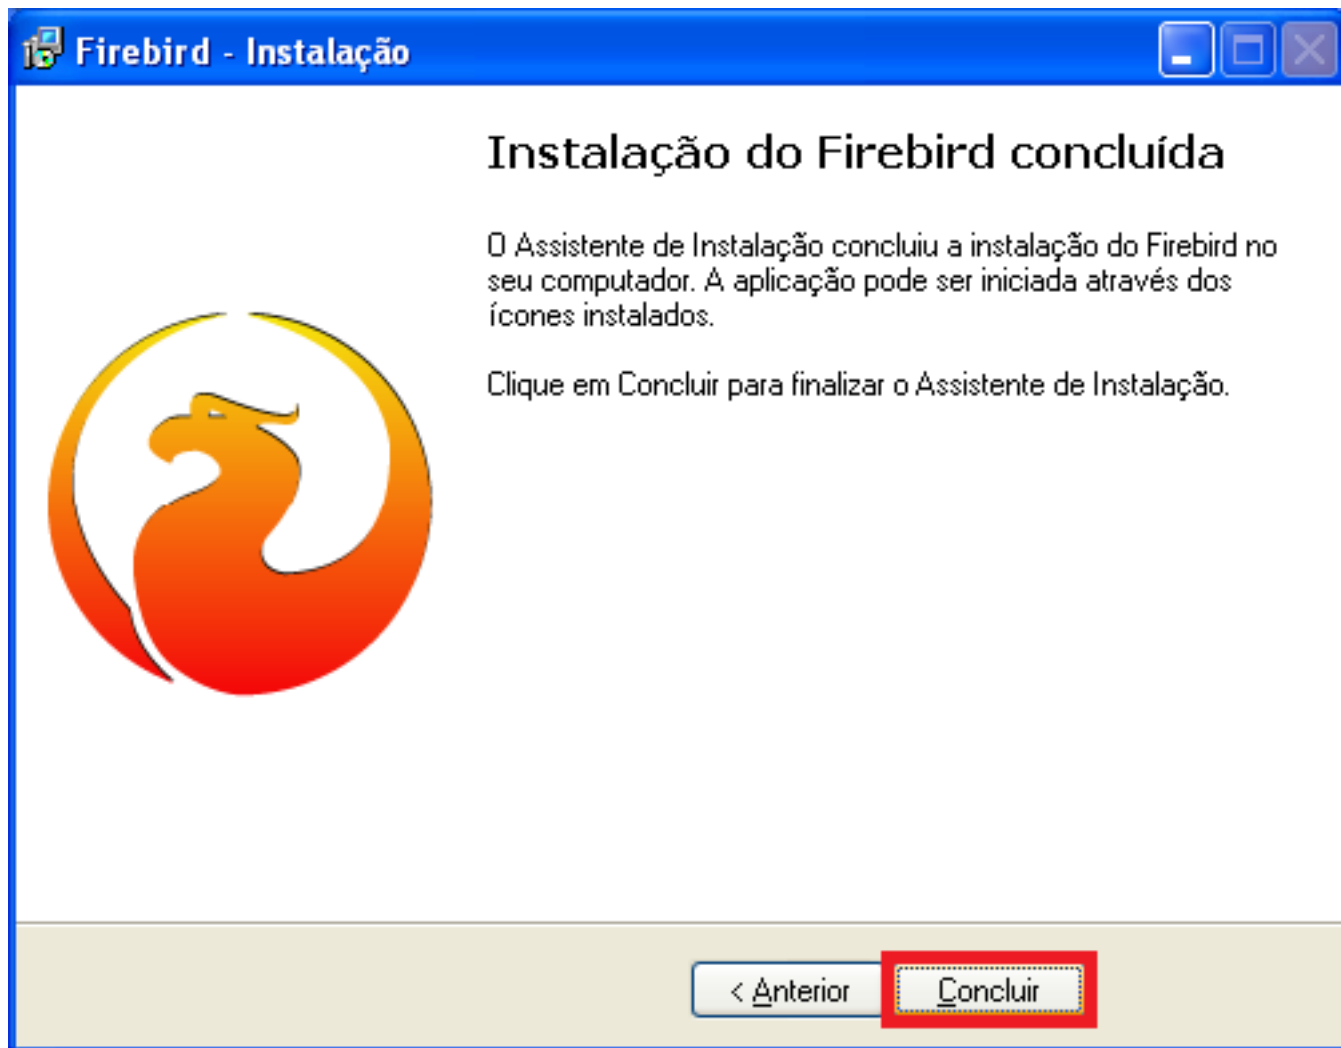 Firebird - Instalação
Instalação do Firebird concluída
O Assistente de Instalação concluiu a instalação do Firebird no
seu computador. A aplicação pode ser iniciada através dos
ícones instalados.
Clique em Concluir para finalizar o Assistente de Instalação.
< Anterior
Concluir